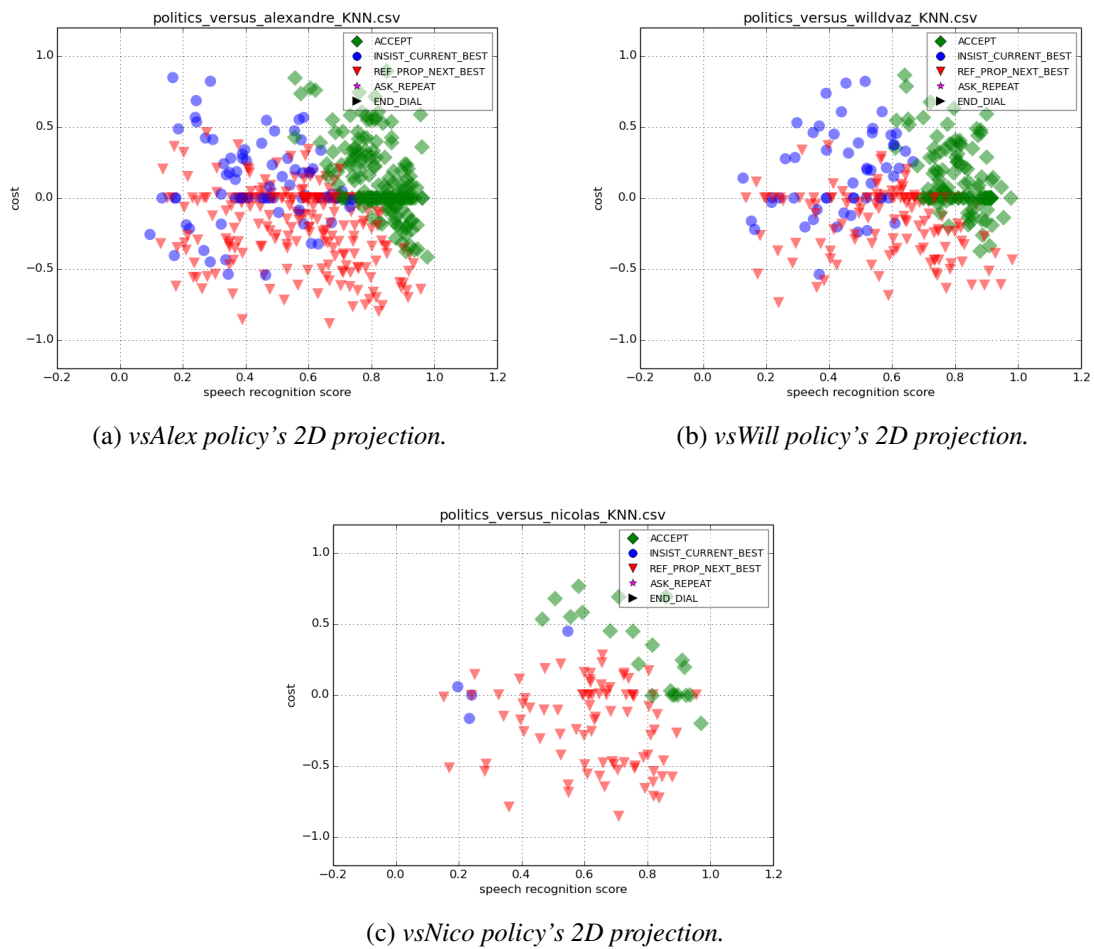 politics_versus_alexandre_KNN.csv
ACCEPT
INSIST_CURRENT_BEST
REF_PROP_NEXT_BEST
ASK_REPEAT
END_DIAL
1.0
0.5
0.0
−0.5
−1.0
cost
−0.2 0.0 0.2 0.4 0.6 0.8 1.0 1.2
speech recognition score
(a) vsAlex policy's 2D projection.
politics_versus_willdvaz_KNN.csv
ACCEPT
INSIST_CURRENT_BEST
REF_PROP_NEXT_BEST
ASK_REPEAT
END_DIAL
1.0
0.5
0.0
−0.5
−1.0
cost
−0.2 0.0 0.2 0.4 0.6 0.8 1.0 1.2
speech recognition score
(b) vsWill policy's 2D projection.
politics_versus_nicolas_KNN.csv
ACCEPT
INSIST_CURRENT_BEST
REF_PROP_NEXT_BEST
ASK_REPEAT
END_DIAL
1.0
0.5
0.0
−0.5
−1.0
cost
−0.2 0.0 0.2 0.4 0.6 0.8 1.0 1.2
speech recognition score
(c) vsNico policy's 2D projection.